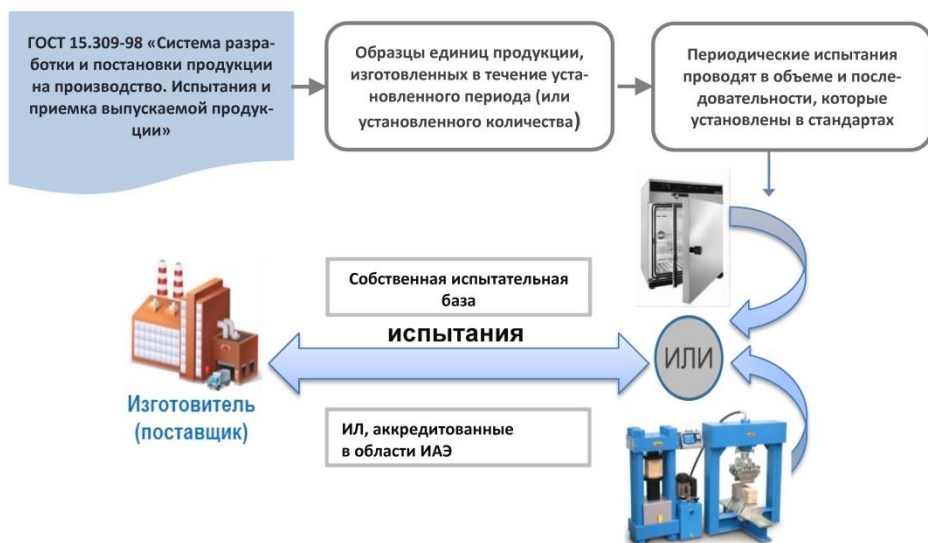 ГОСТ 15.309-98 «Система разра-
ботки и постановки продукции
на производство. Испытания и
приемка выпускаемой продук-
ции»
Образцы единиц продукции,
изготовленных в течение уста-
новленного периода (или
установленного количества)
Периодические испытания
проводят в объеме и после-
довательности, которые
установлены в стандартах
Собственная испытательная
база
испытания
ИЛИ
Изготовитель
(поставщик)
ИЛ, аккредитованные
в области ИАЭ